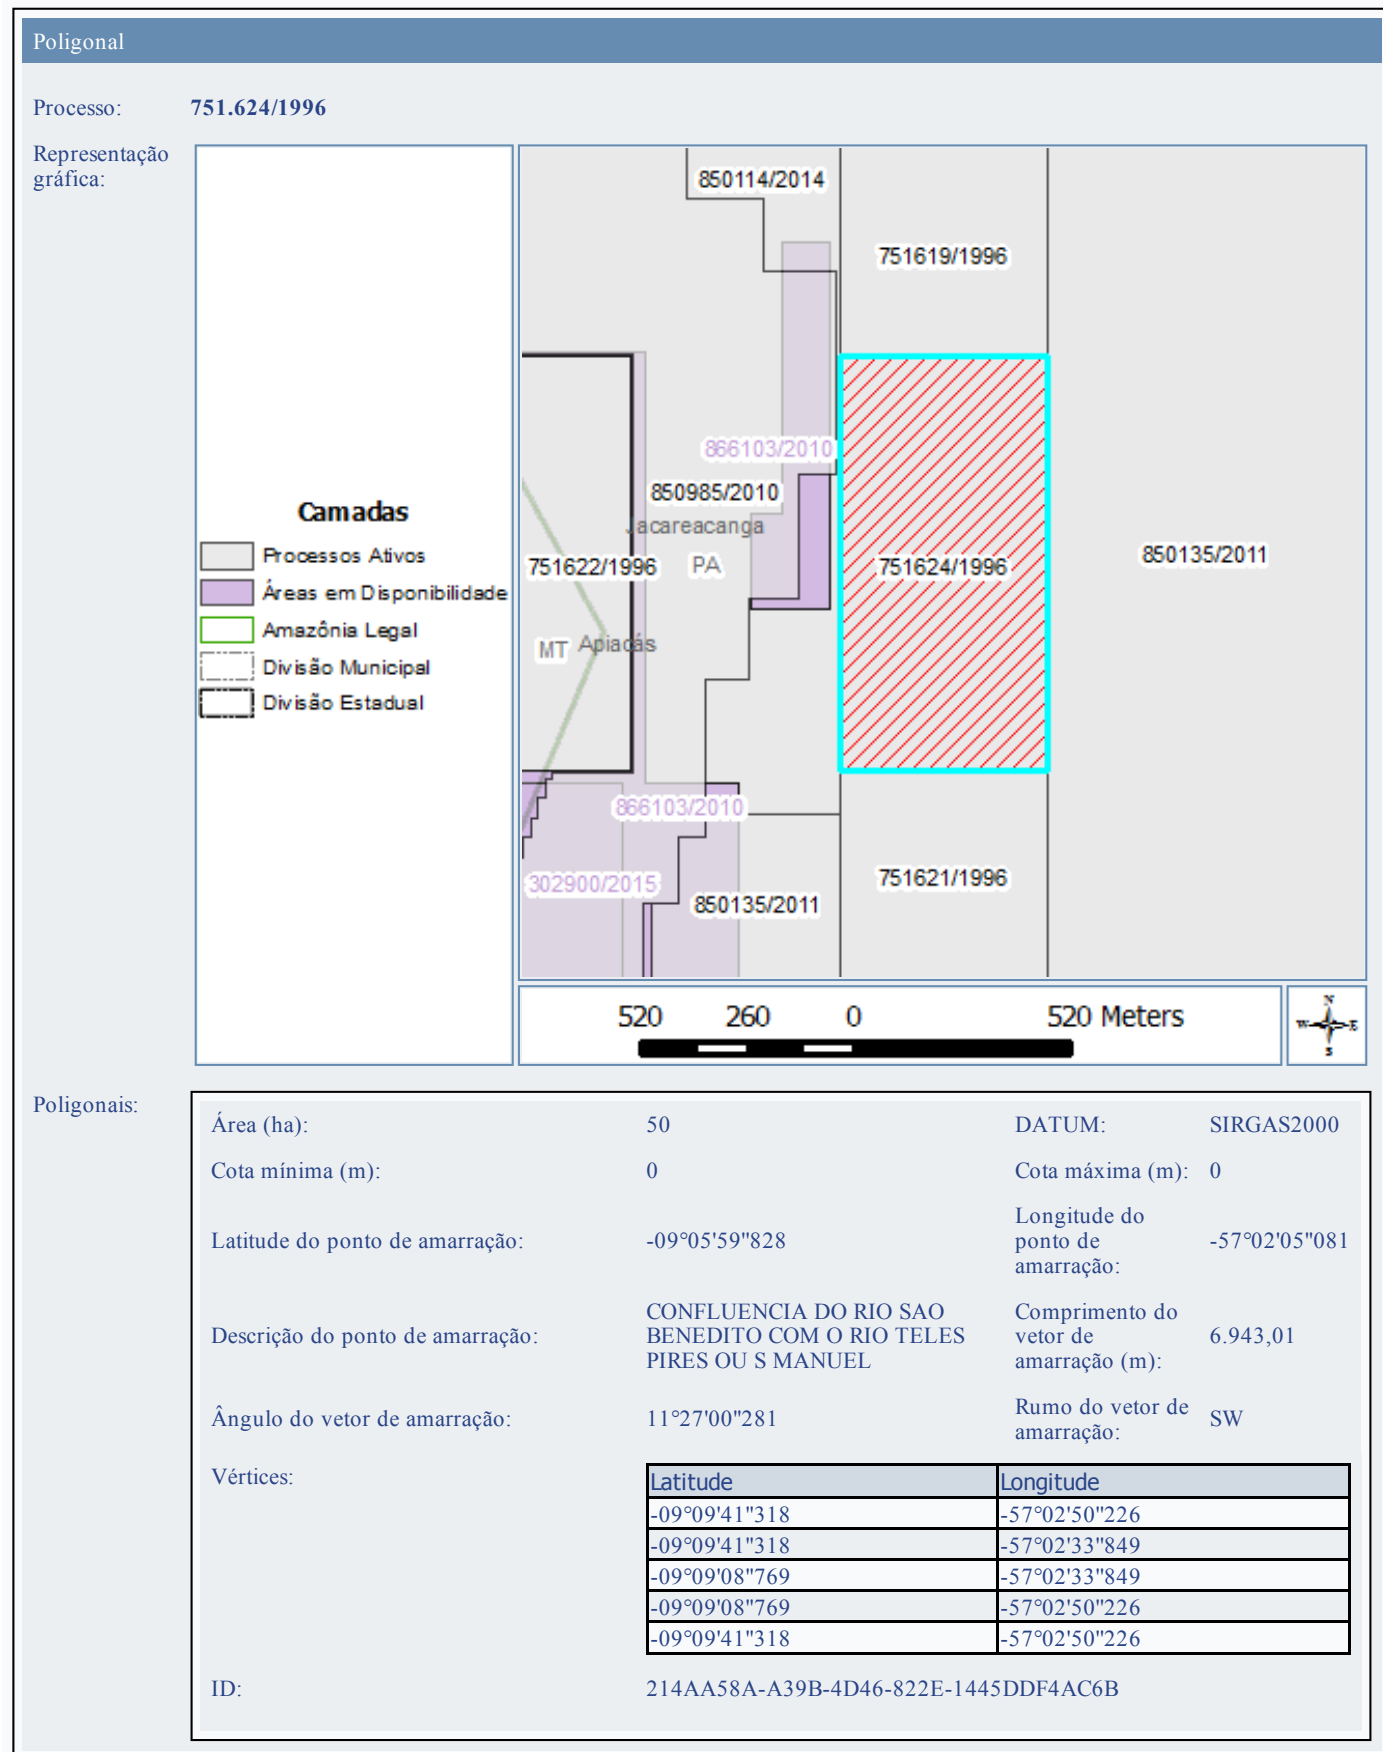 Poligonal
Processo: 751.624/1996
Representação
gráfica:
Camadas
Processos Ativos
Áreas em Disponibilidade
Amazônia Legal
Divisão Municipal
Divisão Estadual
850114/2014
751619/1996
866103/2010
850985/2010
Jacareacanga
751622/1996
PA
751624/1996
850135/2011
MT
Apiacás
866103/2010
302900/2015
850135/2011
751621/1996
520 260 0 520 Meters
N
W E
S
Poligonais:
Área (ha): 50 DATUM: SIRGAS2000
Cota mínima (m): 0 Cota máxima (m): 0
Latitude do ponto de amarração: -09°05'59"828
Longitude do
ponto de
amarração:
-57°02'05"081
Descrição do ponto de amarração:
CONFLUENCIA DO RIO SAO
BENEDITO COM O RIO TELES
PIRES OU S MANUEL
Comprimento do
vetor de
amarração (m):
6.943,01
Ângulo do vetor de amarração: 11°27'00"281
Rumo do vetor de
amarração:
SW
Vértices:
Latitude Longitude
-09°09'41"318 -57°02'50"226
-09°09'41"318 -57°02'33"849
-09°09'08"769 -57°02'33"849
-09°09'08"769 -57°02'50"226
-09°09'41"318 -57°02'50"226
ID: 214AA58A-A39B-4D46-822E-1445DDF4AC6B